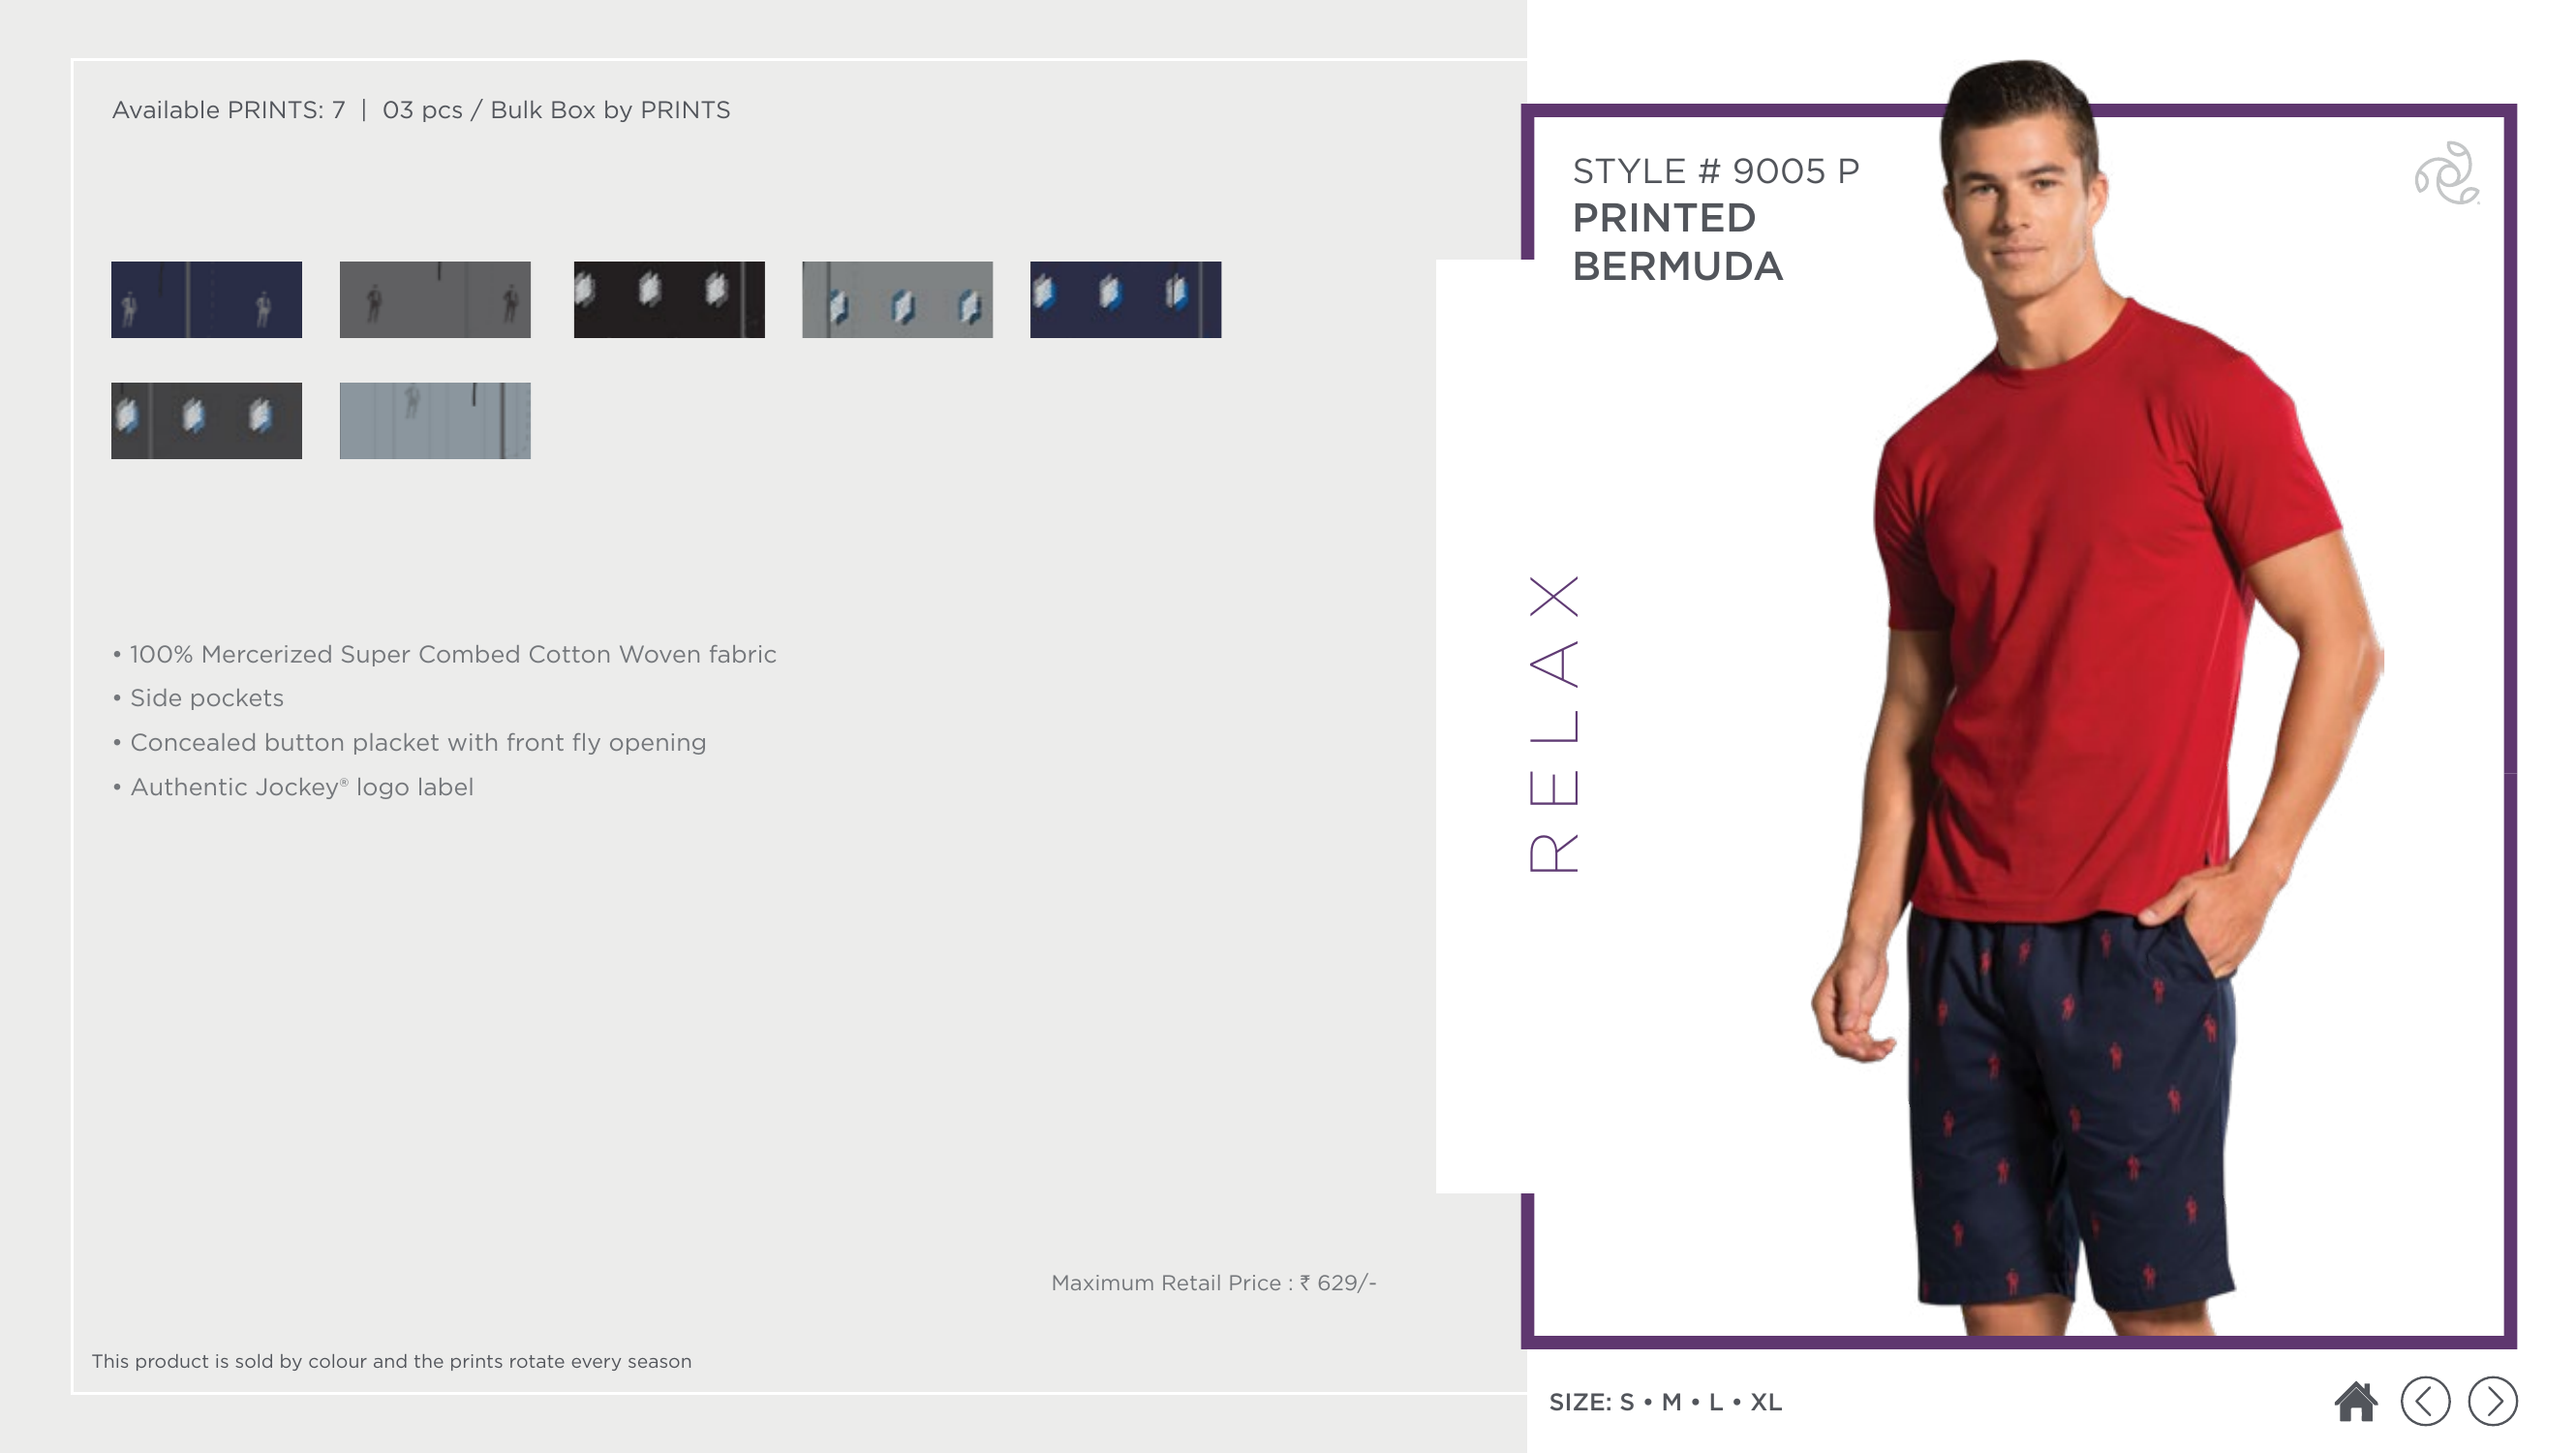 Available PRINTS: 7 | 03 pcs / Bulk Box by PRINTS
• 100% Mercerized Super Combed Cotton Woven fabric
• Side pockets
• Concealed button placket with front fly opening
• Authentic Jockey® logo label
Maximum Retail Price : ₹ 629/-
This product is sold by colour and the prints rotate every season
STYLE # 9005 P
PRINTED
BERMUDA
RELAX
SIZE: S • M • L • XL